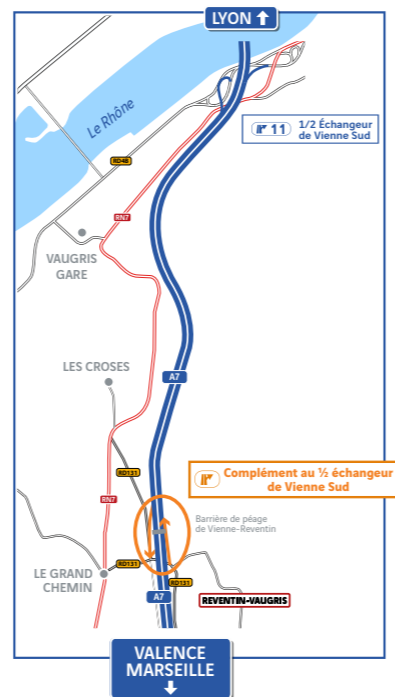 LYON ↑
Le Rhône
11 1/2 Échangeur
de Vienne Sud
RD4B
RN7
VAUGRIS
GARE
LES CROSES
A7
RD131
Complément au ½ échangeur
de Vienne Sud
RN7
Barrière de péage
de Vienne-Reventin
RD131
LE GRAND
CHEMIN
RD131
A7
REVENTIN-VAUGRIS
VALENCE
MARSEILLE
↓